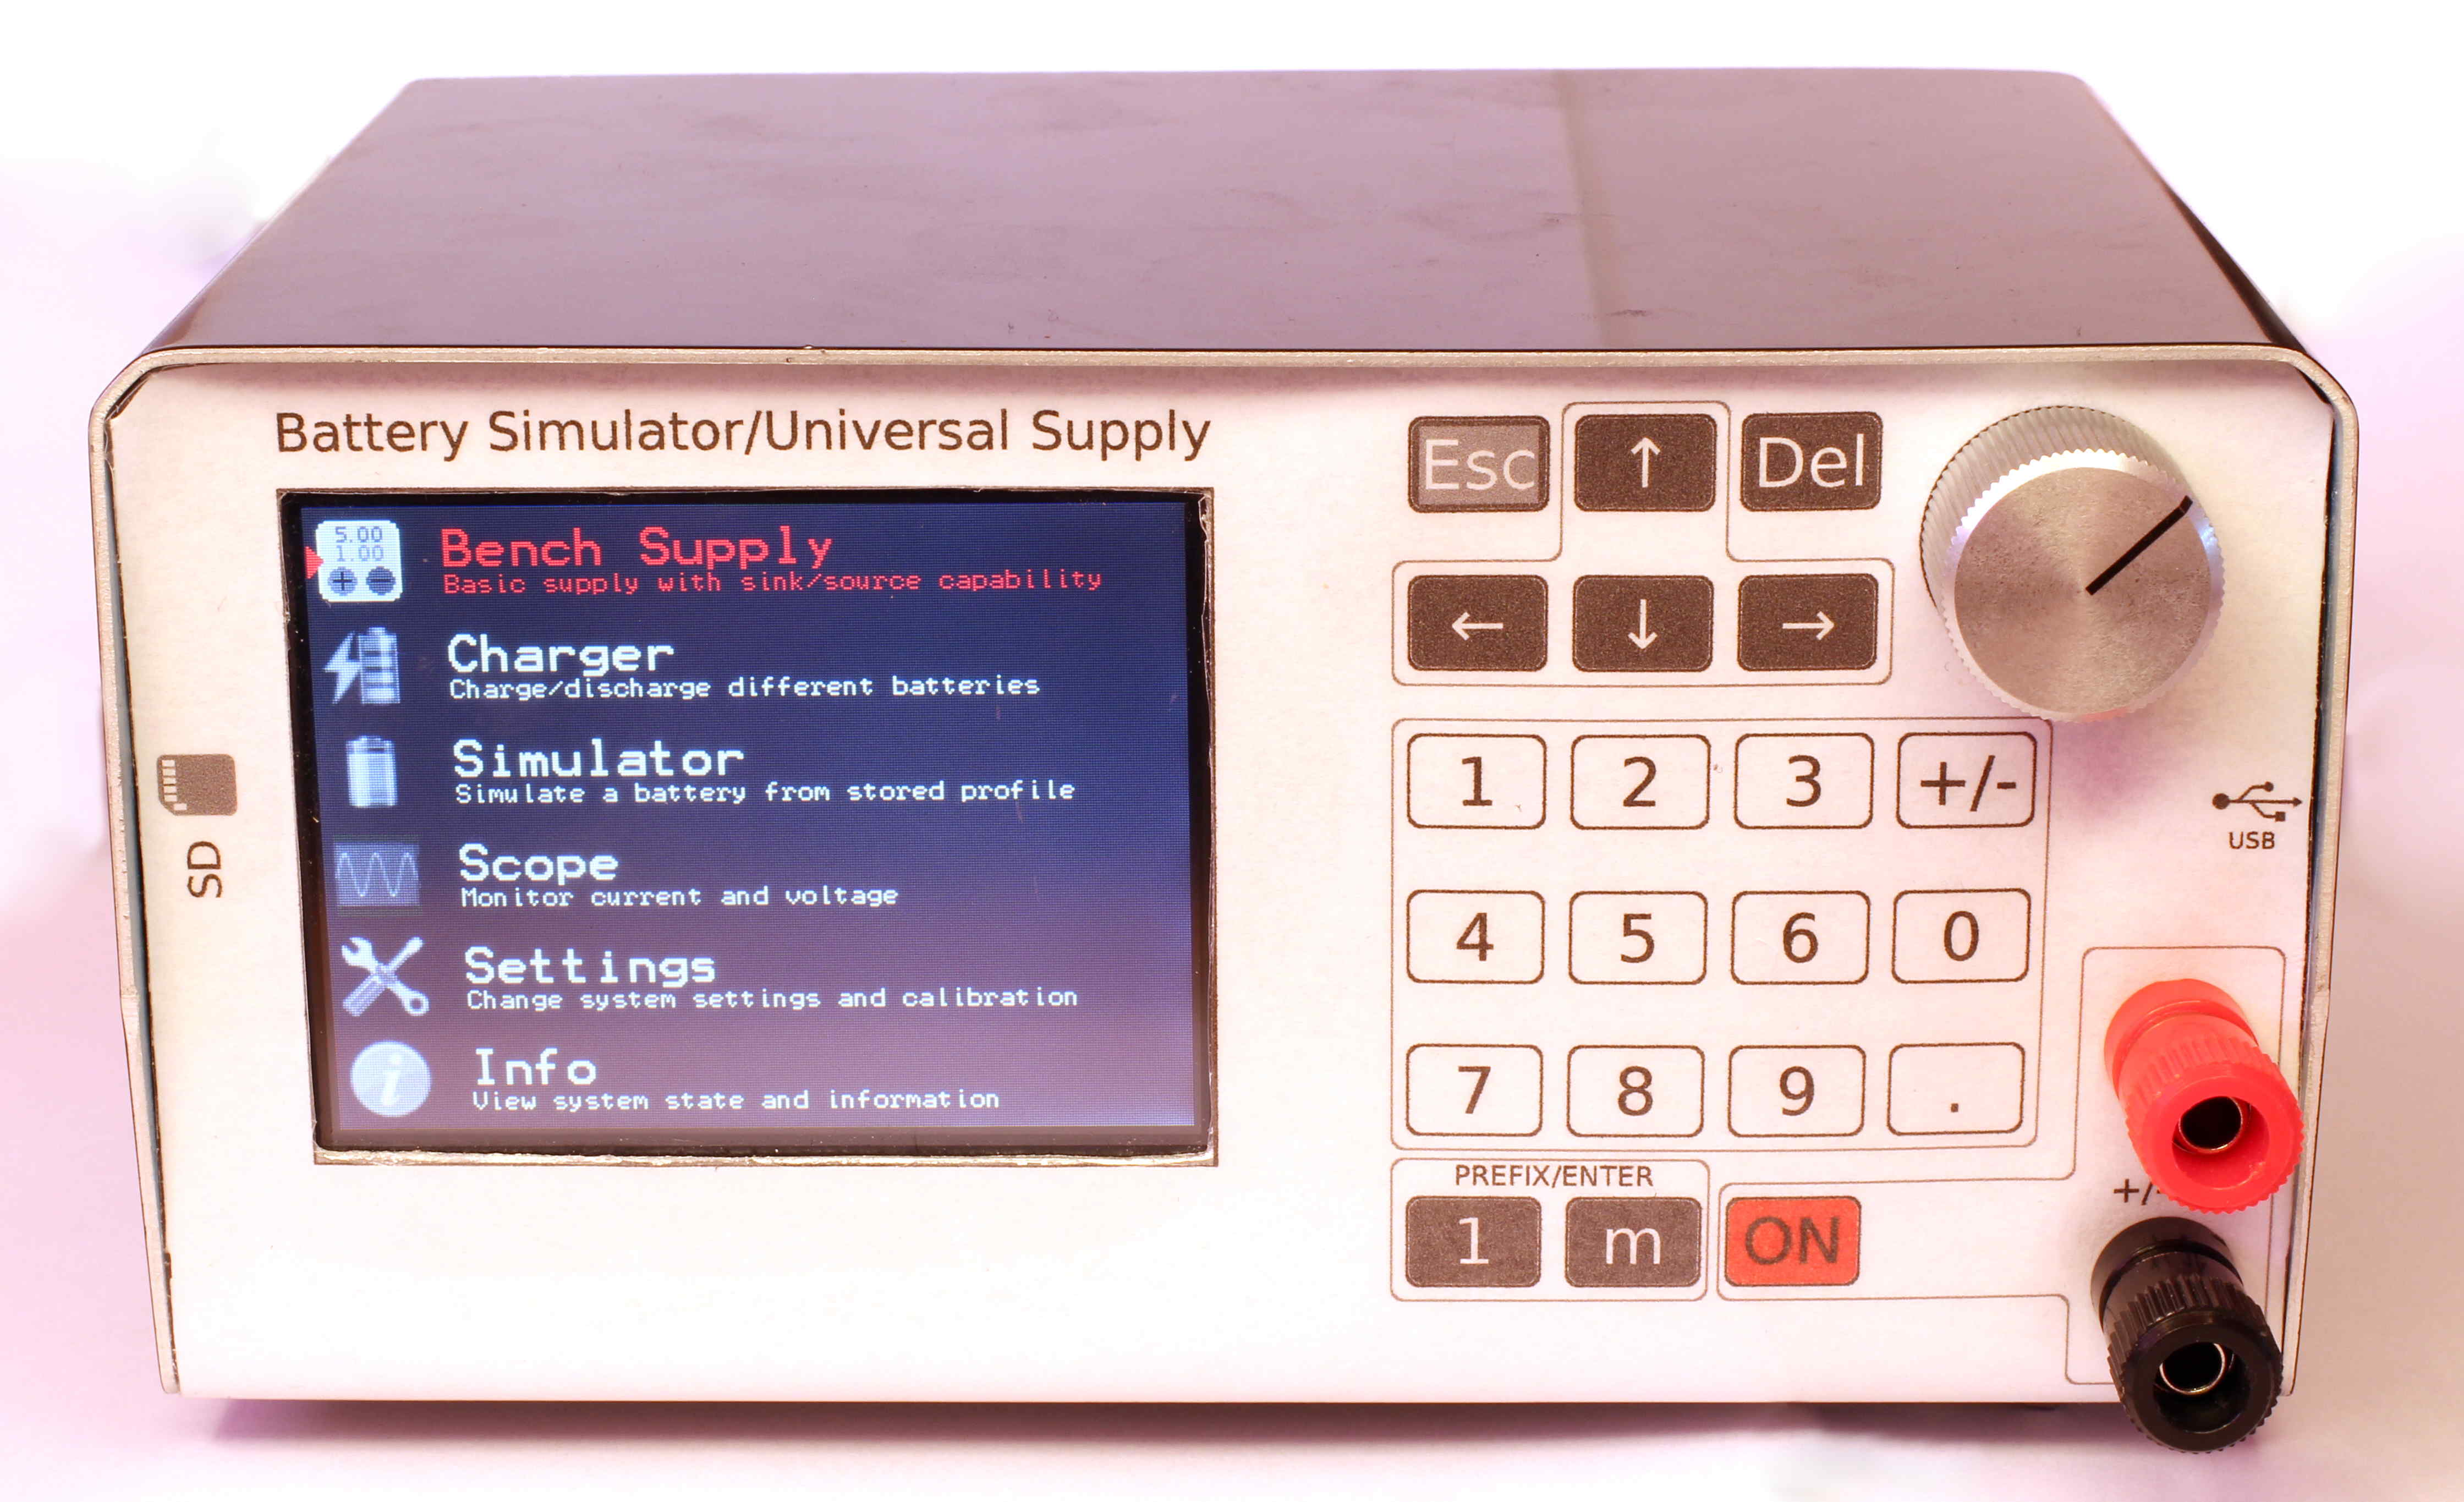 Battery Simulator/Universal Supply
5.00
1.00
Bench Supply
Basic supply with sink/source capability
Charger
Charge/discharge different batteries
Simulator
Simulate a battery from stored profile
Scope
Monitor current and voltage
Settings
Change system settings and calibration
i
Info
View system state and information
SD
Esc ↑ Del
← ↓ →
1 2 3 +/-
4 5 6 0
7 8 9 .
PREFIX/ENTER
1 m ON
USB